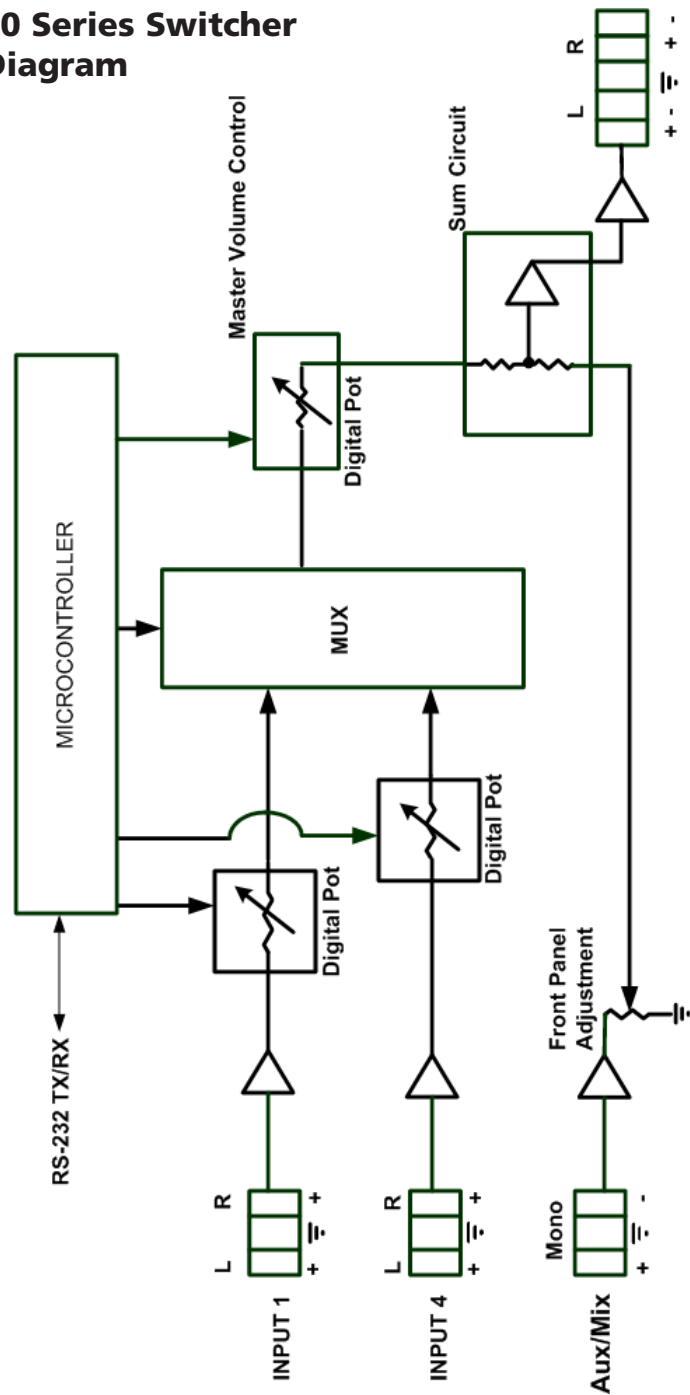 0 Series Switcher
Diagram
MICROCONTROLLER
RS-232 TX/RX
Master Volume Control
Digital Pot
Sum Circuit
L R
+ - + -
MUX
Digital Pot
Digital Pot
Front Panel
Adjustment
L R
+ +
INPUT 1
L R
+ +
INPUT 4
Mono
+ -
Aux/Mix